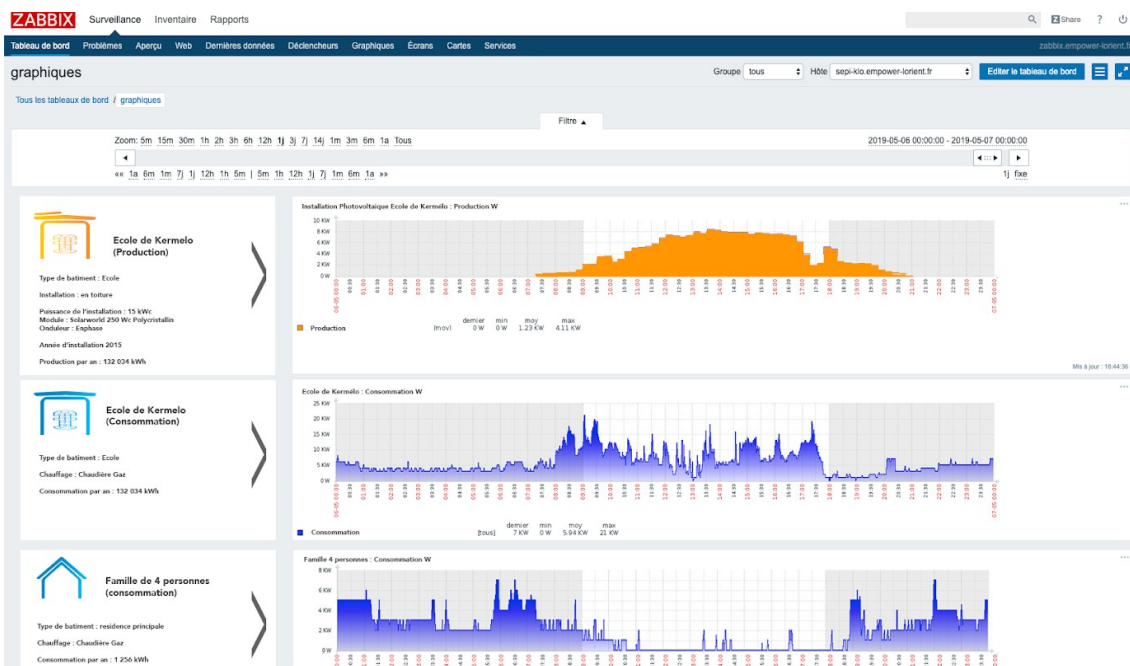 ZABBIX Surveillance Inventaire Rapports Share ?
Tableau de bord Problèmes Aperçu Web Dernières données Déclencheurs Graphiques Écrans Cartes Services zabbix.empower-lorient.fr
graphiques Groupe tous Hôte sepi-klo.empower-lorient.fr Editer le tableau de bord
Tous les tableaux de bord / graphiques
Filtre ▲
Zoom: 5m 15m 30m 1h 2h 3h 6h 12h 1j 3j 7j 14j 1m 3m 6m 1a Tous 2019-05-06 00:00:00 - 2019-05-07 00:00:00
«« 1a 6m 1m 7j 1j 12h 1h 5m | 5m 1h 12h 1j 7j 1m 6m 1a »» 1j fixe
Ecole de Kermelo
(Production)
Type de batiment : Ecole
Installation : en toiture
Puissance de l'installation : 15 kWc
Module : Solarworld 250 Wc Polycristallin
Onduleur : Enphase
Année d'installation 2015
Production par an : 132 034 kWh
Installation Photovoltaique Ecole de Kermélo : Production W
10 KW
8 KW
6 KW
4 KW
2 KW
0 W
dernier min moy max
Production [moy] 0 W 0 W 1.23 KW 4.11 KW
Mis à jour : 16:44:36
Ecole de Kermelo
(Consommation)
Type de batiment : Ecole
Chauffage : Chaudière Gaz
Consommation par an : 132 034 kWh
Ecole de Kermélo : Consommation W
25 KW
20 KW
15 KW
10 KW
5 KW
0 W
dernier min moy max
Consommation [tous] 7 KW 0 W 5.94 KW 21 KW
Famille de 4 personnes
(consommation)
Type de batiment : residence principale
Chauffage : Chaudière Gaz
Consommation par an : 1 256 kWh
Famille 4 personnes : Consommation W
8 KW
6 KW
4 KW
2 KW
0 W